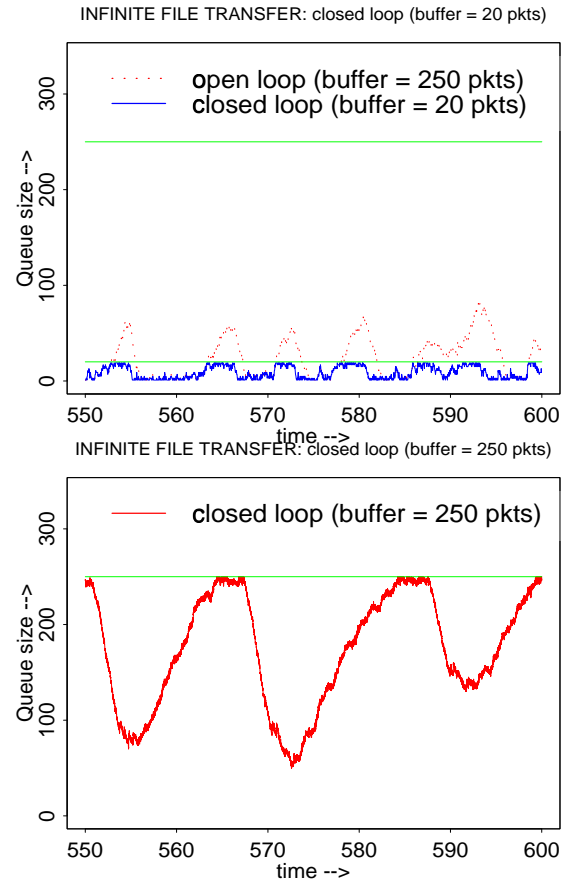 INFINITE FILE TRANSFER: closed loop (buffer = 20 pkts)
open loop (buffer = 250 pkts)
closed loop (buffer = 20 pkts)
Queue size -->
300
200
100
0
550 560 570 580 590 600
time -->
INFINITE FILE TRANSFER: closed loop (buffer = 250 pkts)
closed loop (buffer = 250 pkts)
Queue size -->
300
200
100
0
550 560 570 580 590 600
time -->